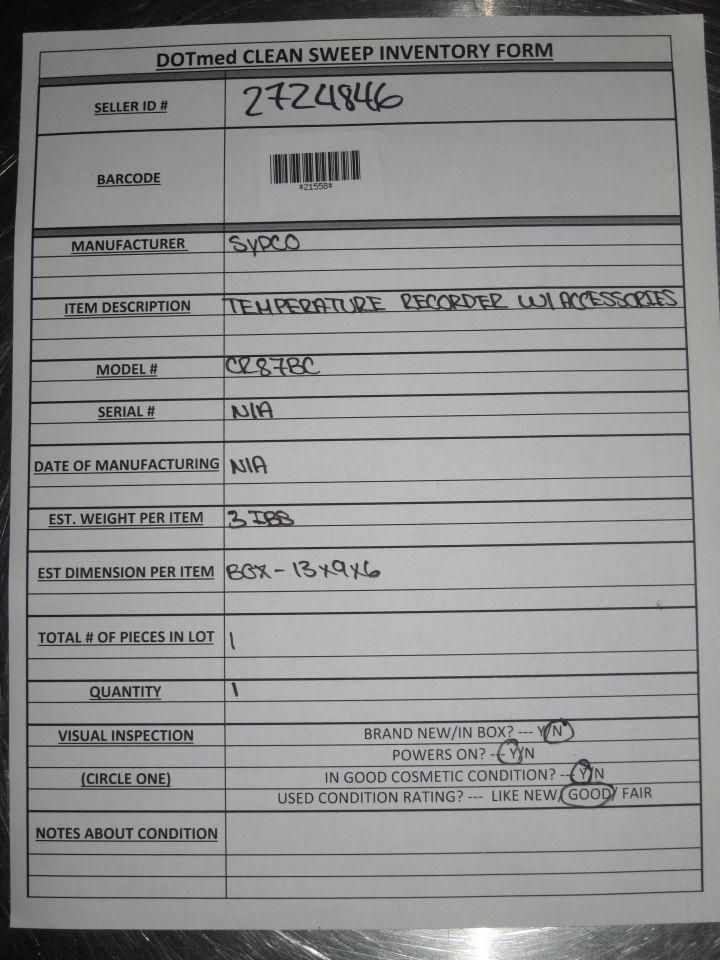 DOTmed CLEAN SWEEP INVENTORY FORM
SELLER ID # 2724846
BARCODE
*21558*
MANUFACTURER SYPCO
ITEM DESCRIPTION TEMPERATURE RECORDER W/ ACCESSORIES
MODEL # CR87BC
SERIAL # N/A
DATE OF MANUFACTURING N/A
EST. WEIGHT PER ITEM 3 IBS
EST DIMENSION PER ITEM BOX - 13x9x6
TOTAL # OF PIECES IN LOT 1
QUANTITY 1
VISUAL INSPECTION BRAND NEW/IN BOX? --- Y/N
POWERS ON? --- Y/N
(CIRCLE ONE) IN GOOD COSMETIC CONDITION? --- Y/N
USED CONDITION RATING? --- LIKE NEW/ GOOD/ FAIR
NOTES ABOUT CONDITION